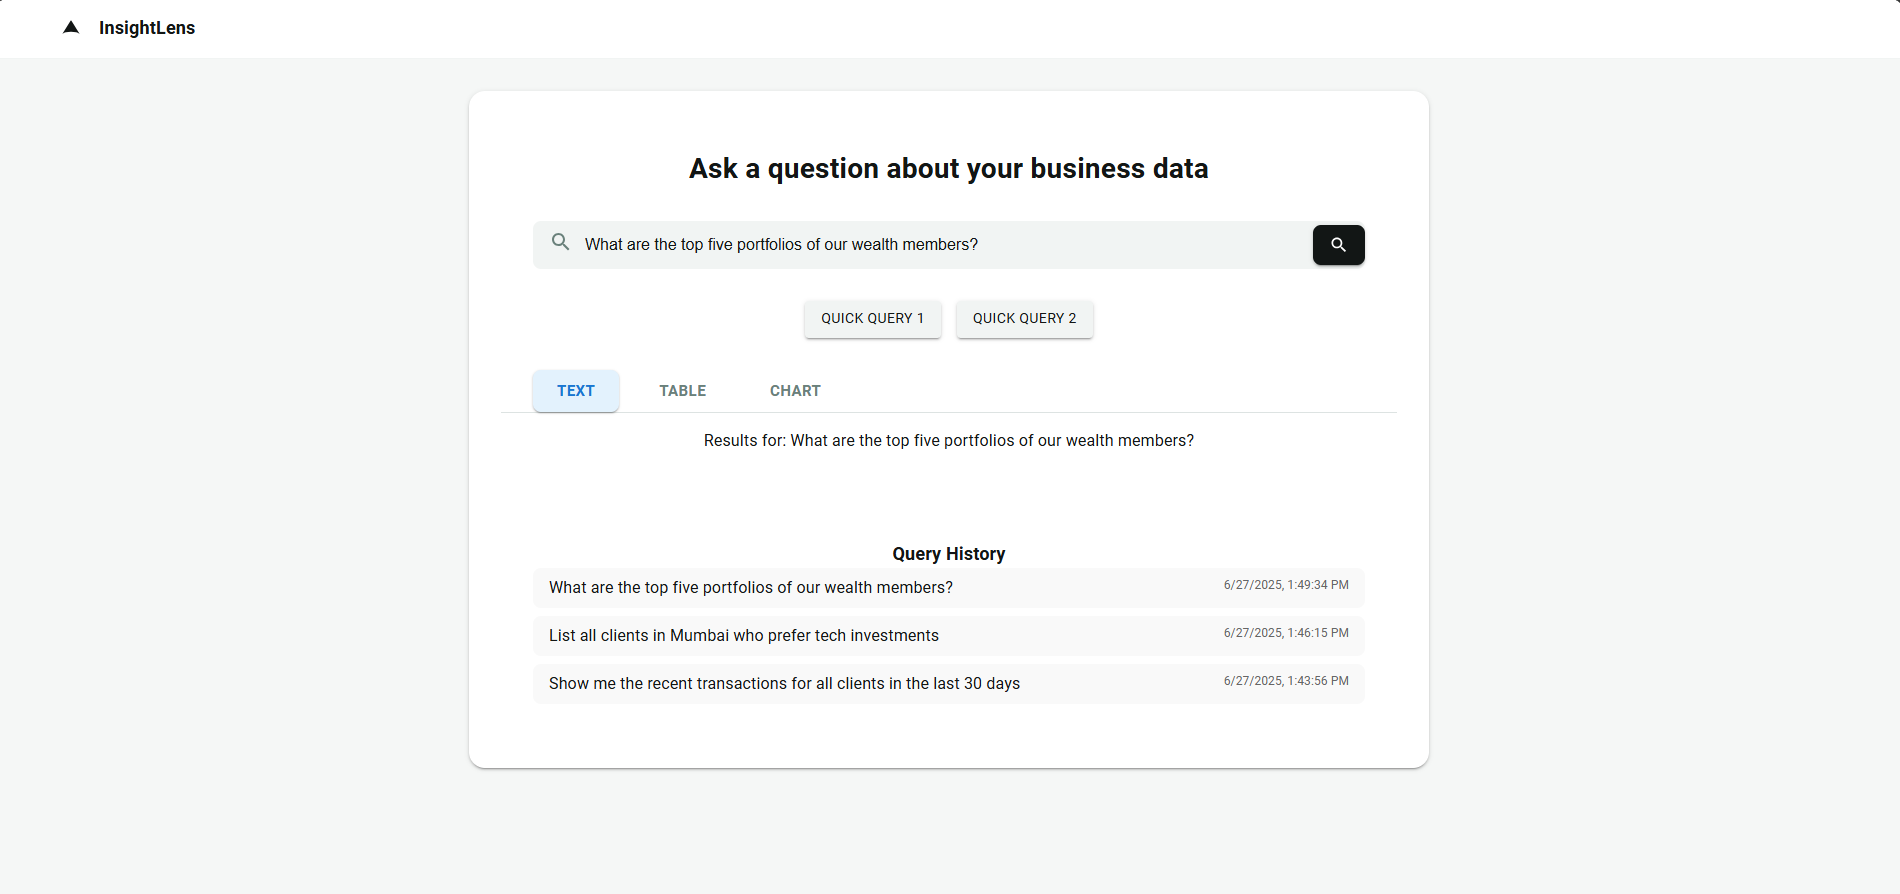 InsightLens
Ask a question about your business data
What are the top five portfolios of our wealth members?
QUICK QUERY 1
QUICK QUERY 2
TEXT
TABLE
CHART
Results for: What are the top five portfolios of our wealth members?
Query History
What are the top five portfolios of our wealth members?
6/27/2025, 1:49:34 PM
List all clients in Mumbai who prefer tech investments
6/27/2025, 1:46:15 PM
Show me the recent transactions for all clients in the last 30 days
6/27/2025, 1:43:56 PM